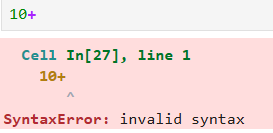 10+
Cell In[27], line 1
10+
^
SyntaxError: invalid syntax